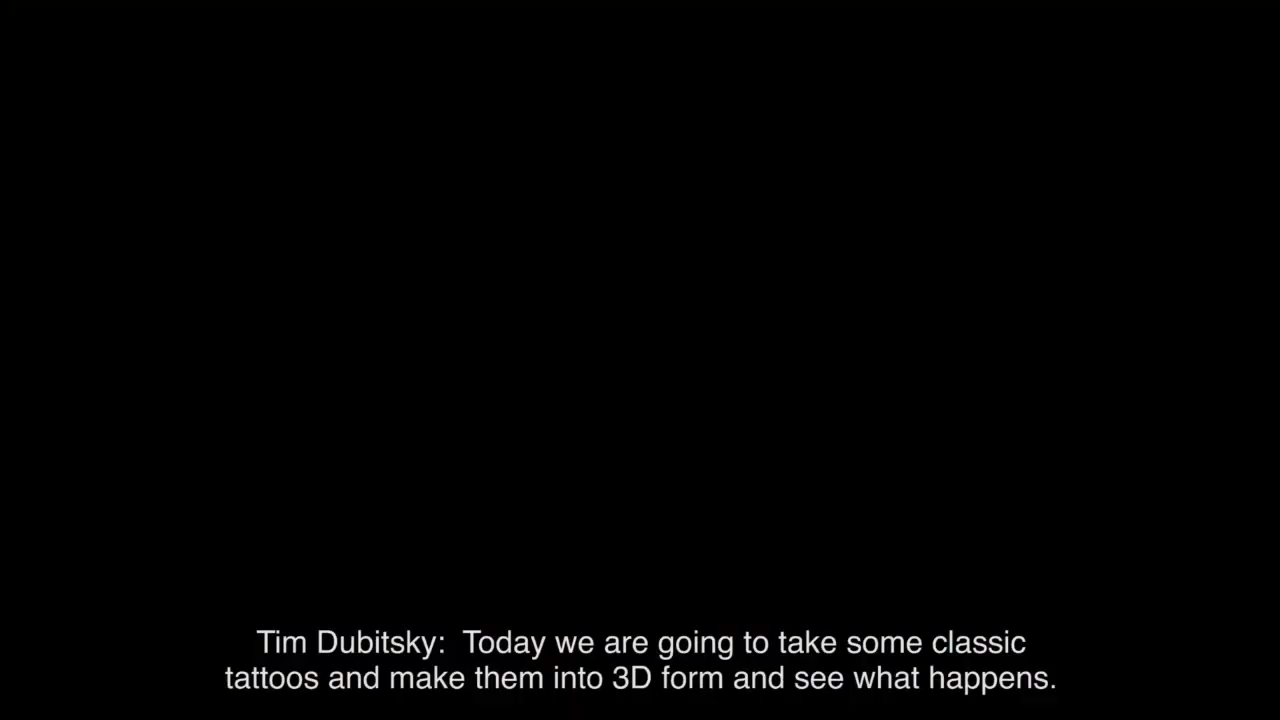 Tim Dubitsky:  Today we are going to take some classic
tattoos and make them into 3D form and see what happens.